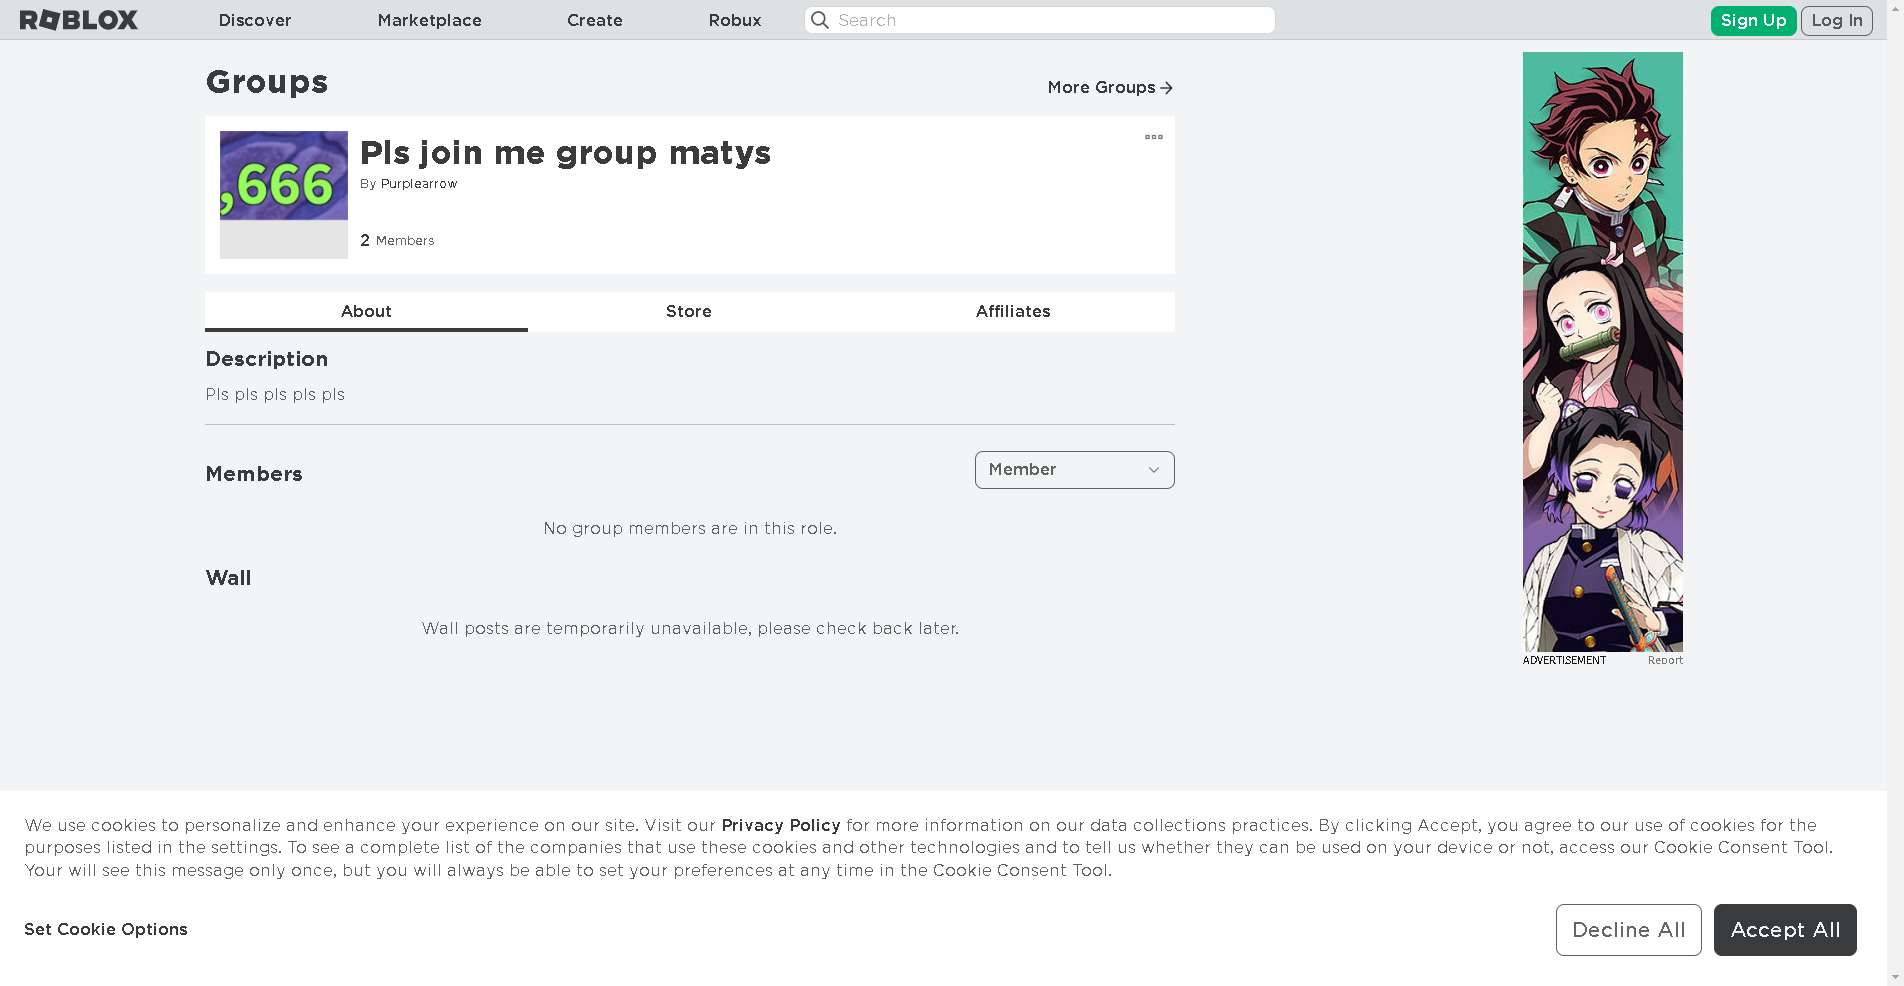 ROBLOX Discover Marketplace Create Robux Search Sign Up Log In
Groups
More Groups
,666
Pls join me group matys
By Purplearrow
2 Members
About Store Affiliates
Description
Pls pls pls pls pls
Members
Member
No group members are in this role.
Wall
Wall posts are temporarily unavailable, please check back later.
ADVERTISEMENT Report
We use cookies to personalize and enhance your experience on our site. Visit our Privacy Policy for more information on our data collections practices. By clicking Accept, you agree to our use of cookies for the
purposes listed in the settings. To see a complete list of the companies that use these cookies and other technologies and to tell us whether they can be used on your device or not, access our Cookie Consent Tool.
Your will see this message only once, but you will always be able to set your preferences at any time in the Cookie Consent Tool.
Set Cookie Options
Decline All
Accept All